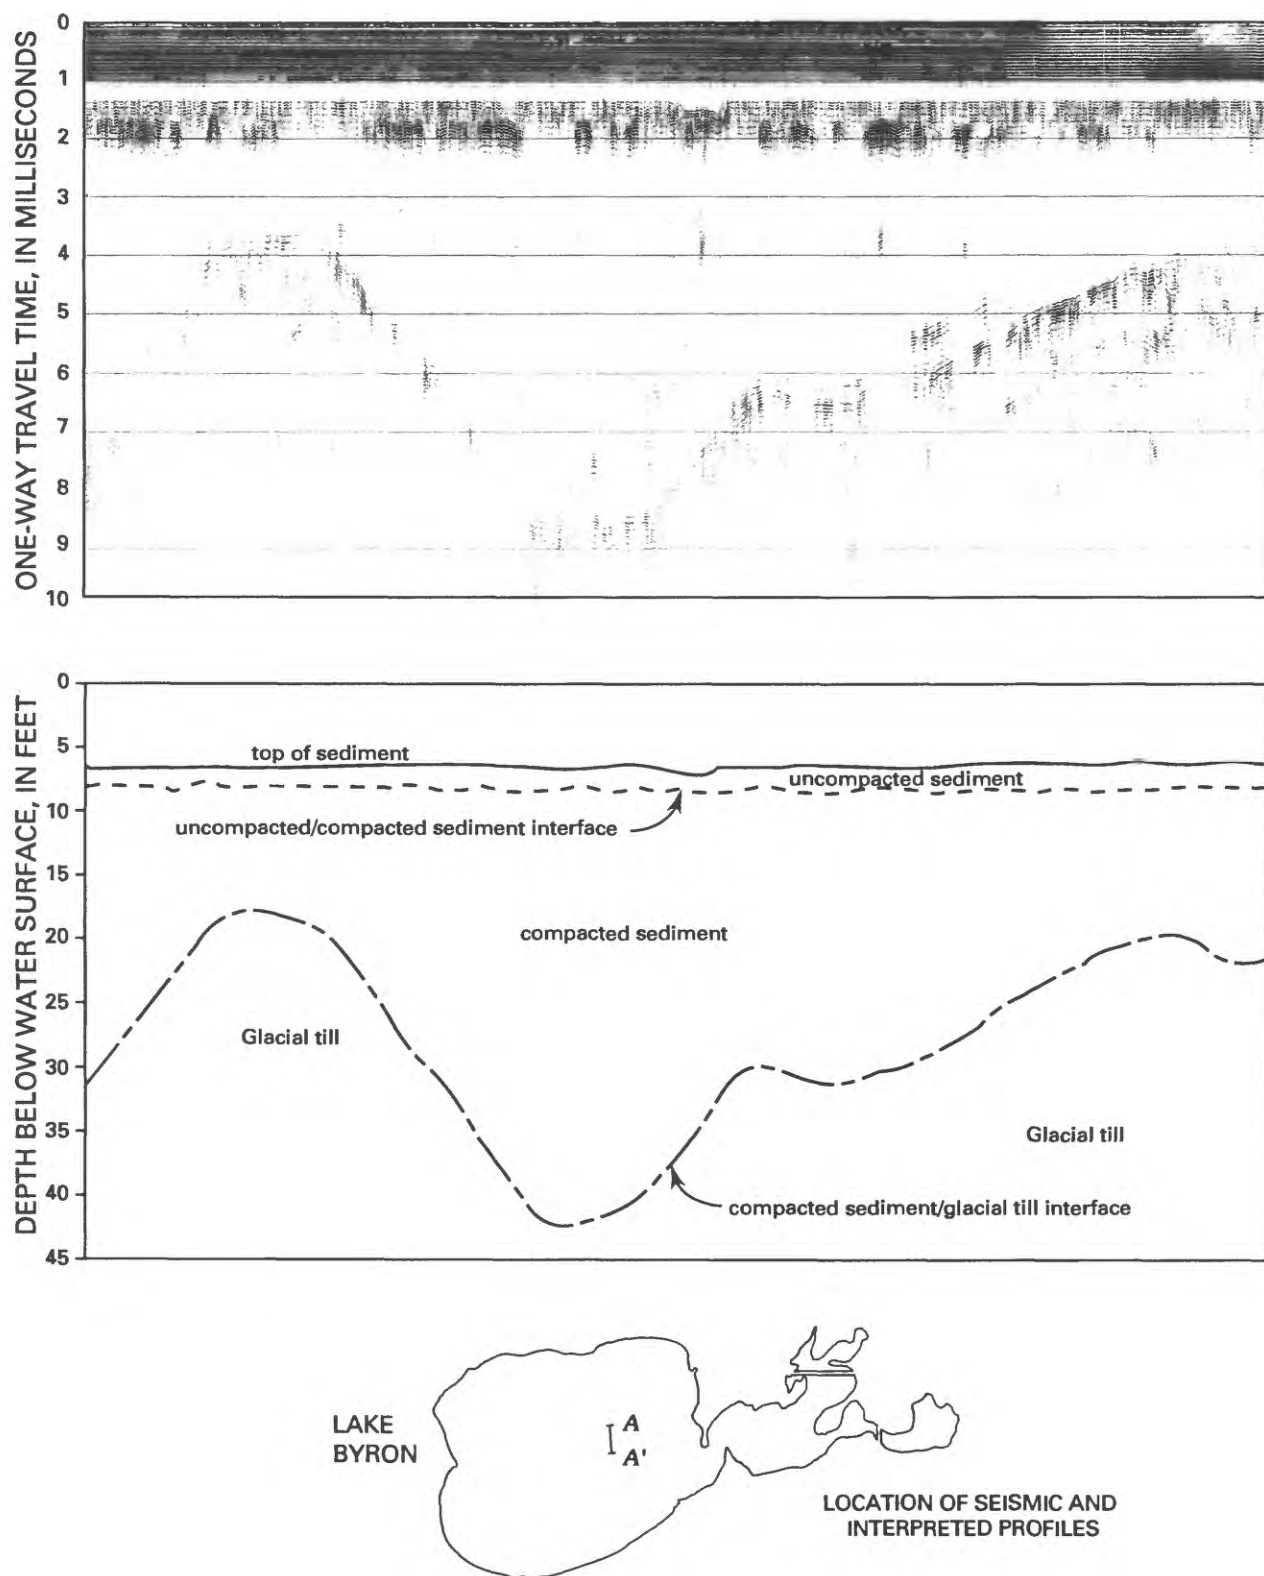 ONE-WAY TRAVEL TIME, IN MILLISECONDS
0
1
2
3
4
5
6
7
8
9
10
DEPTH BELOW WATER SURFACE, IN FEET
0
5
10
15
20
25
30
35
40
45
top of sediment
uncompacted sediment
uncompacted/compacted sediment interface
compacted sediment
Glacial till
Glacial till
compacted sediment/glacial till interface
LAKE
BYRON
A
A'
LOCATION OF SEISMIC AND
INTERPRETED PROFILES